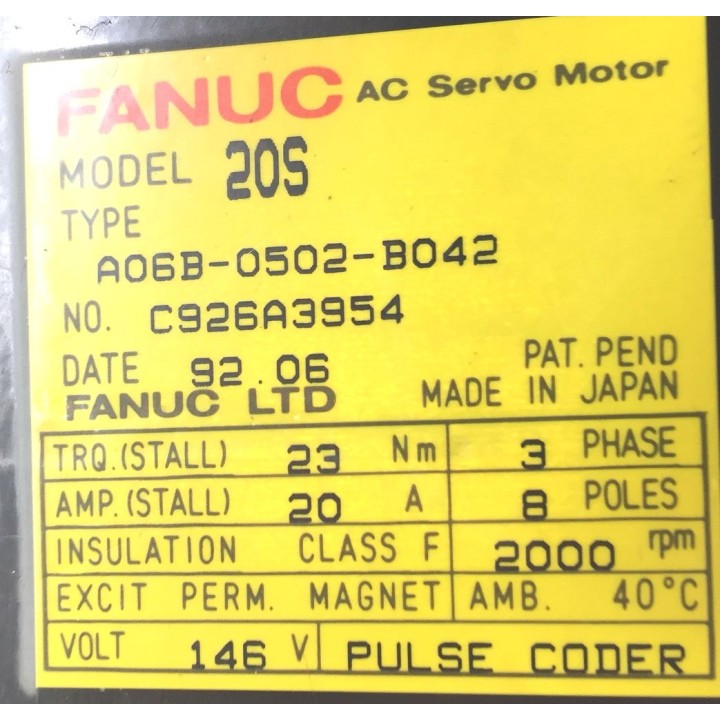 FANUC AC Servo Motor
MODEL 20S
TYPE
A06B-0502-B042
NO. C926A3954
DATE 92.06 PAT. PEND
FANUC LTD MADE IN JAPAN
TRQ.(STALL) 23 Nm 3 PHASE
AMP.(STALL) 20 A 8 POLES
INSULATION CLASS F 2000 rpm
EXCIT PERM. MAGNET AMB. 40°C
VOLT 146 V PULSE CODER